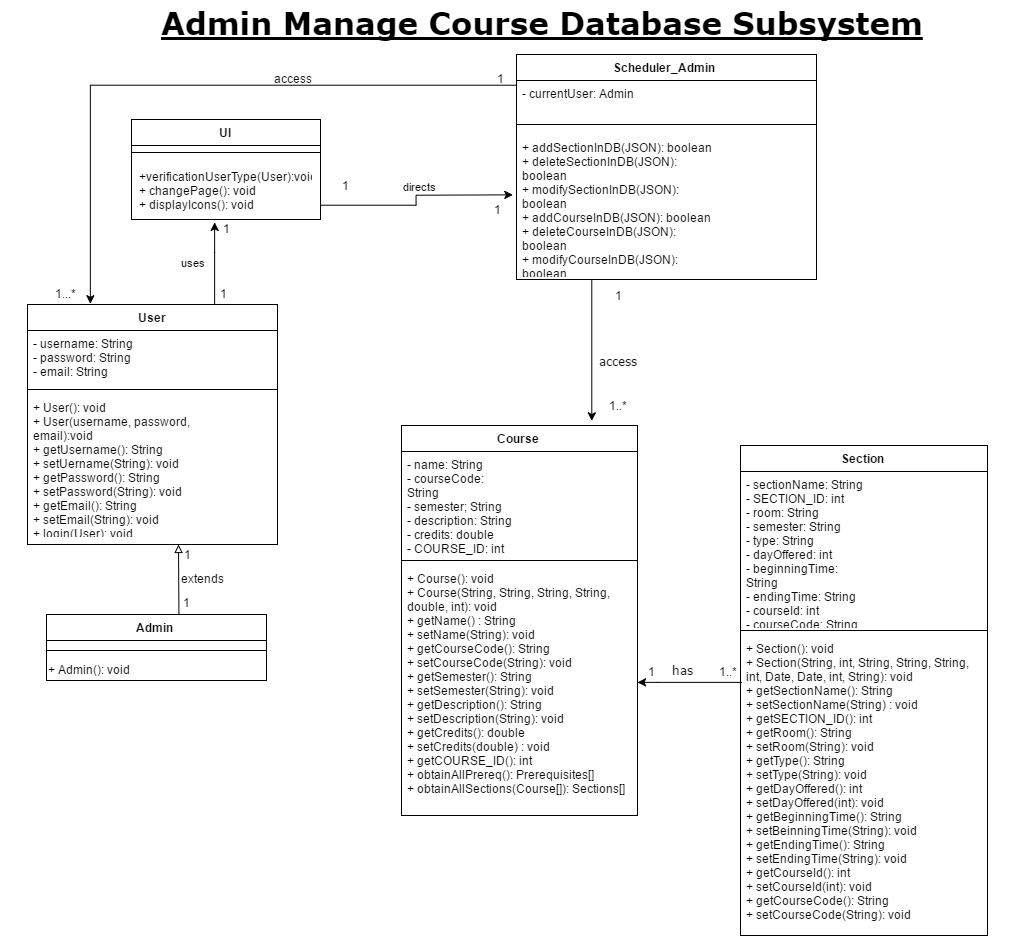 Admin Manage Course Database Subsystem
Scheduler_Admin
- currentUser: Admin
+ addSectionInDB(JSON): boolean
+ deleteSectionInDB(JSON):
boolean
+ modifySectionInDB(JSON):
boolean
+ addCourseInDB(JSON): boolean
+ deleteCourseInDB(JSON):
boolean
+ modifyCourseInDB(JSON):
boolean
access
1
1...*
UI
+verificationUserType(User):void
+ changePage(): void
+ displayIcons(): void
1
directs
1
1
uses
1
User
- username: String
- password: String
- email: String
+ User(): void
+ User(username, password,
email):void
+ getUsername(): String
+ setUername(String): void
+ getPassword(): String
+ setPassword(String): void
+ getEmail(): String
+ setEmail(String): void
+ login(User): void
1
extends
1
Admin
+ Admin(): void
1
access
1..*
Course
- name: String
- courseCode:
String
- semester; String
- description: String
- credits: double
- COURSE_ID: int
+ Course(): void
+ Course(String, String, String, String,
double, int): void
+ getName() : String
+ setName(String): void
+ getCourseCode(): String
+ setCourseCode(String): void
+ getSemester(): String
+ setSemester(String): void
+ getDescription(): String
+ setDescription(String): void
+ getCredits(): double
+ setCredits(double) : void
+ getCOURSE_ID(): int
+ obtainAllPrereq(): Prerequisites[]
+ obtainAllSections(Course[]): Sections[]
1
has
1..*
Section
- sectionName: String
- SECTION_ID: int
- room: String
- semester: String
- type: String
- dayOffered: int
- beginningTime:
String
- endingTime: String
- courseId: int
- courseCode: String
+ Section(): void
+ Section(String, int, String, String, String,
int, Date, Date, int, String): void
+ getSectionName(): String
+ setSectionName(String) : void
+ getSECTION_ID(): int
+ getRoom(): String
+ setRoom(String): void
+ getType(): String
+ setType(String): void
+ getDayOffered(): int
+ setDayOffered(int): void
+ getBeginningTime(): String
+ setBeinningTime(String): void
+ getEndingTime(): String
+ setEndingTime(String): void
+ getCourseId(): int
+ setCourseId(int): void
+ getCourseCode(): String
+ setCourseCode(String): void